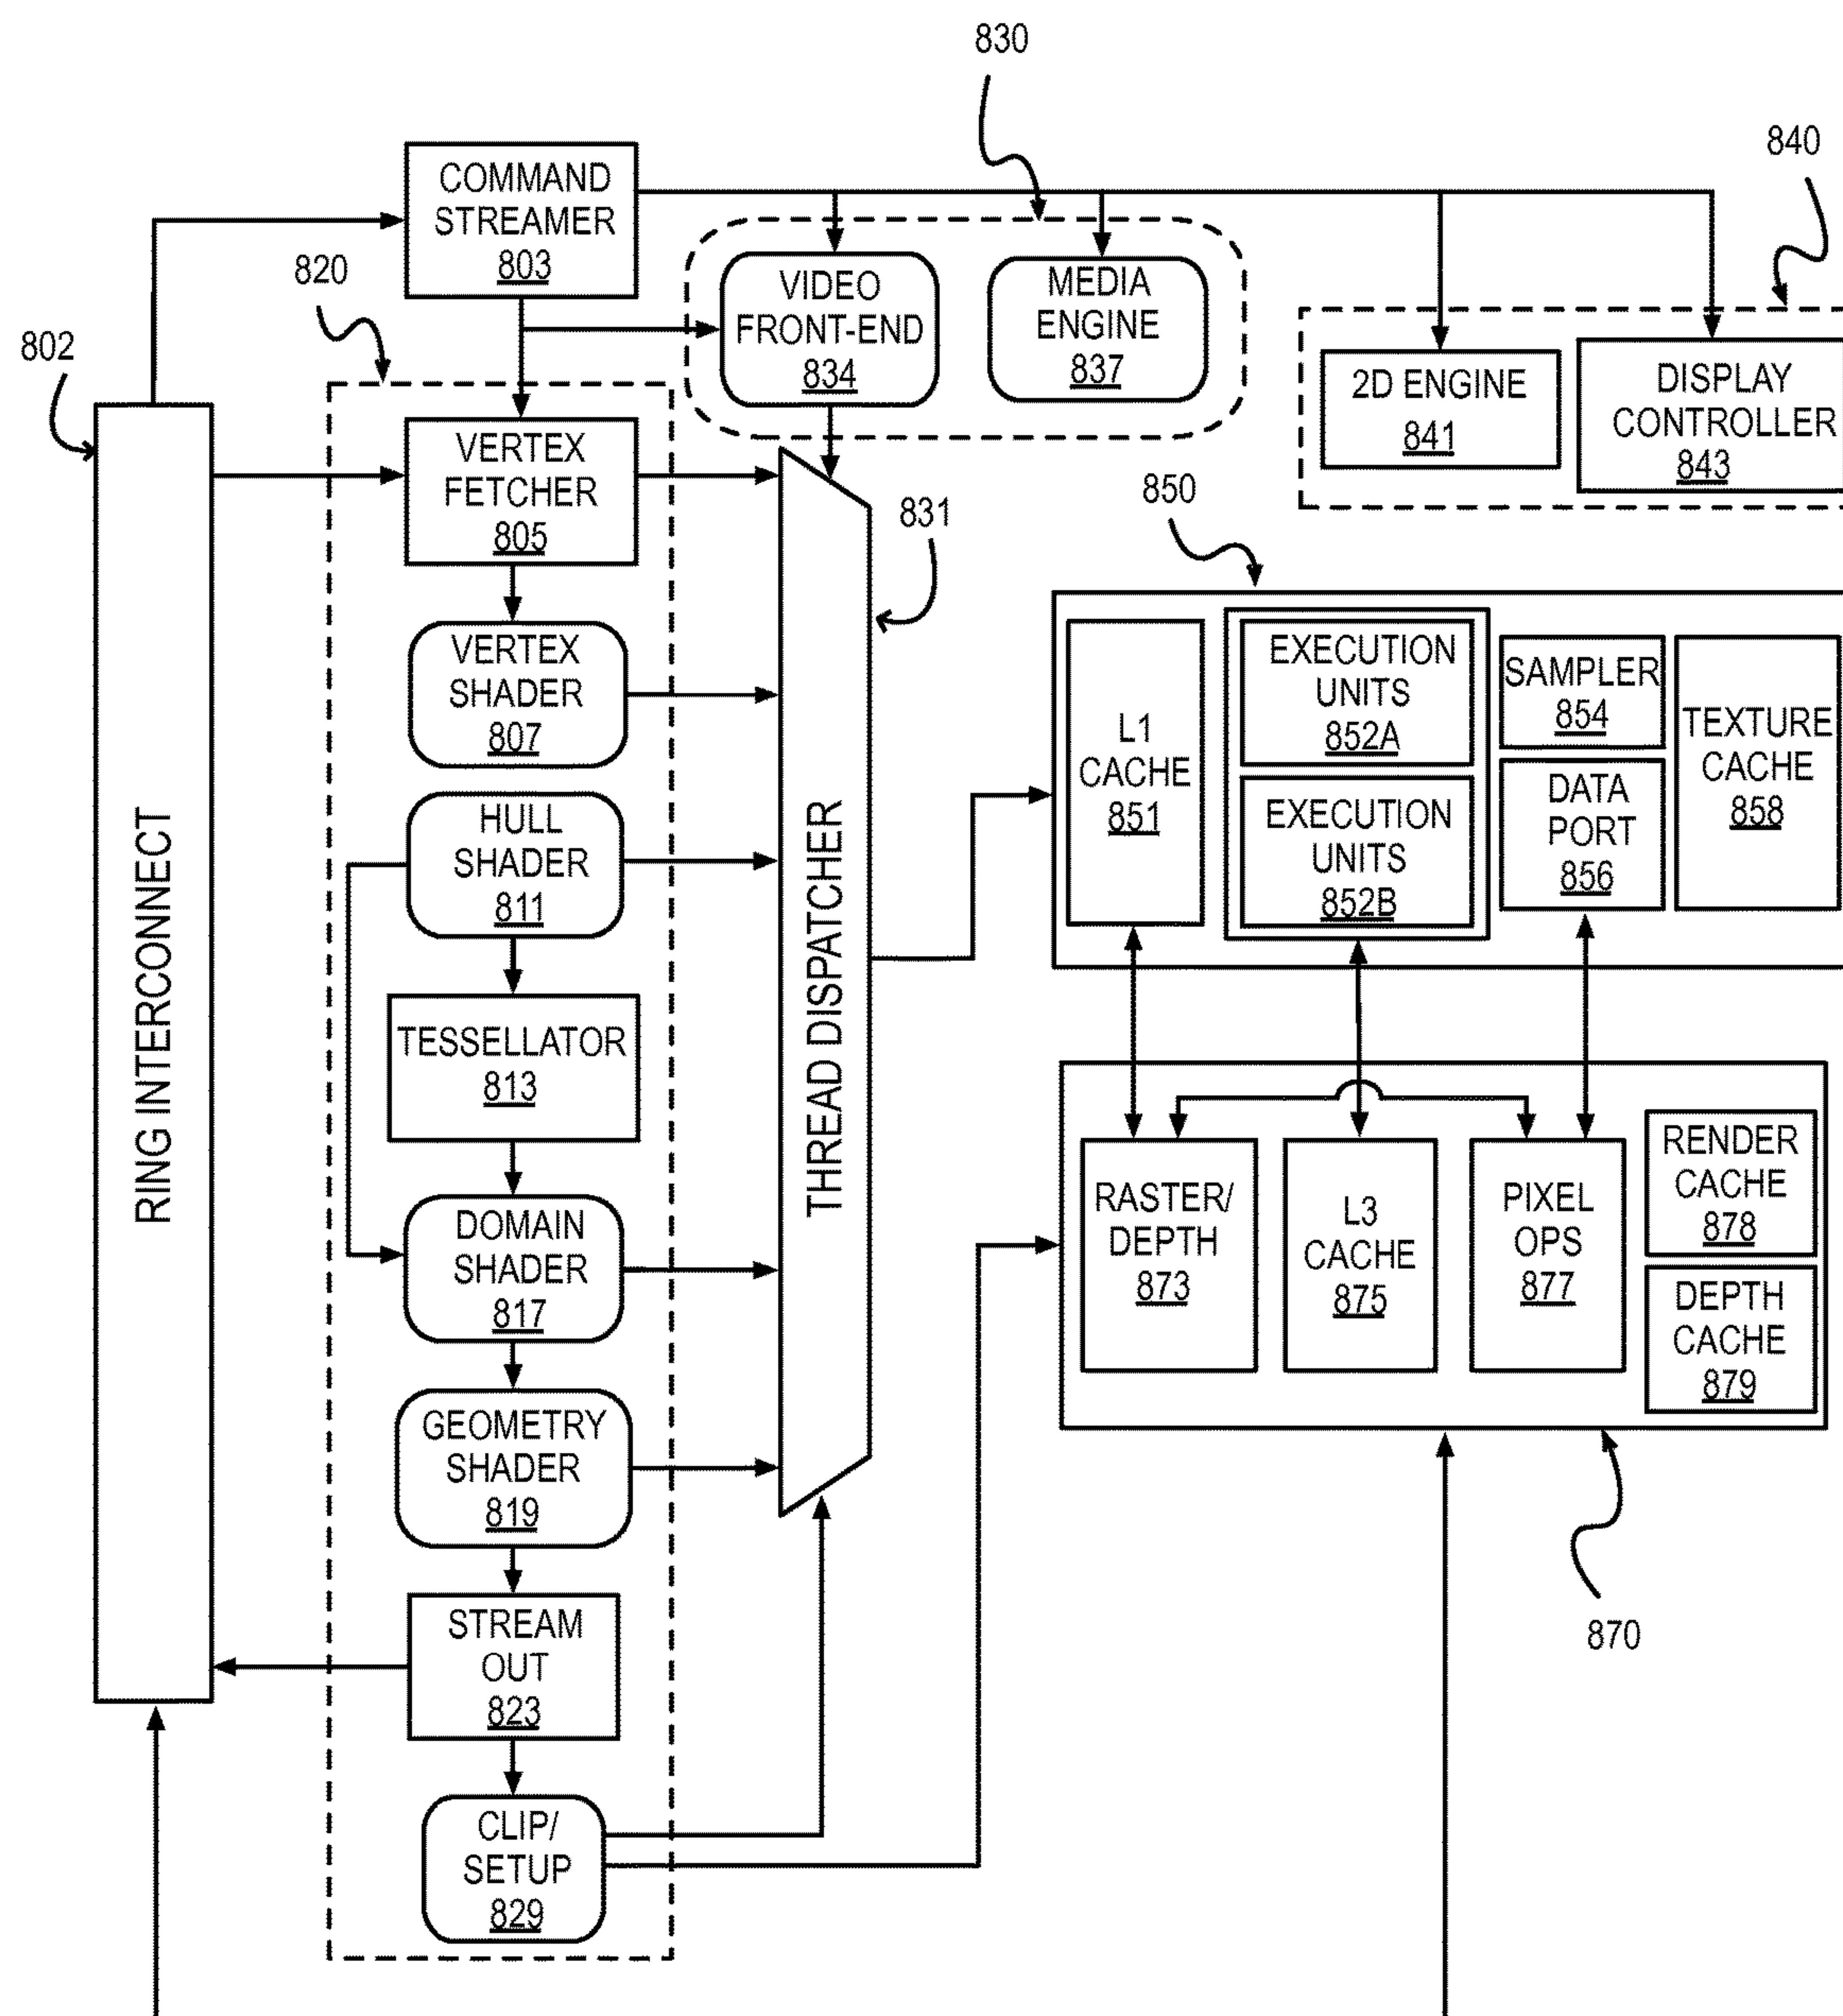 830
840
COMMAND
STREAMER
803
820
VIDEO
FRONT-END
834
MEDIA
ENGINE
837
802
2D ENGINE
841
DISPLAY
CONTROLLER
843
VERTEX
FETCHER
805
850
831
VERTEX
SHADER
807
L1
CACHE
851
EXECUTION
UNITS
852A
EXECUTION
UNITS
852B
SAMPLER
854
DATA
PORT
856
TEXTURE
CACHE
858
HULL
SHADER
811
RING INTERCONNECT
THREAD DISPATCHER
TESSELLATOR
813
DOMAIN
SHADER
817
RASTER/
DEPTH
873
L3
CACHE
875
PIXEL
OPS
877
RENDER
CACHE
878
DEPTH
CACHE
879
GEOMETRY
SHADER
819
STREAM
OUT
823
870
CLIP/
SETUP
829